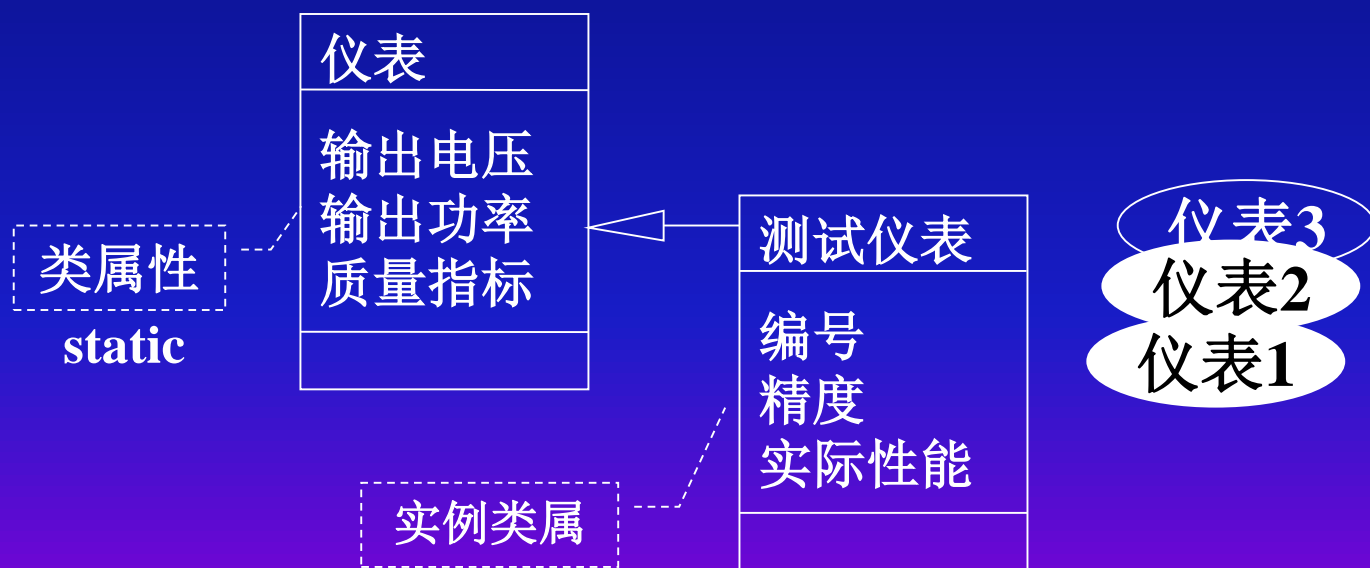 仪表
输出电压
输出功率
质量指标
类属性
static
测试仪表
编号
精度
实际性能
实例类属
仪表3
仪表2
仪表1